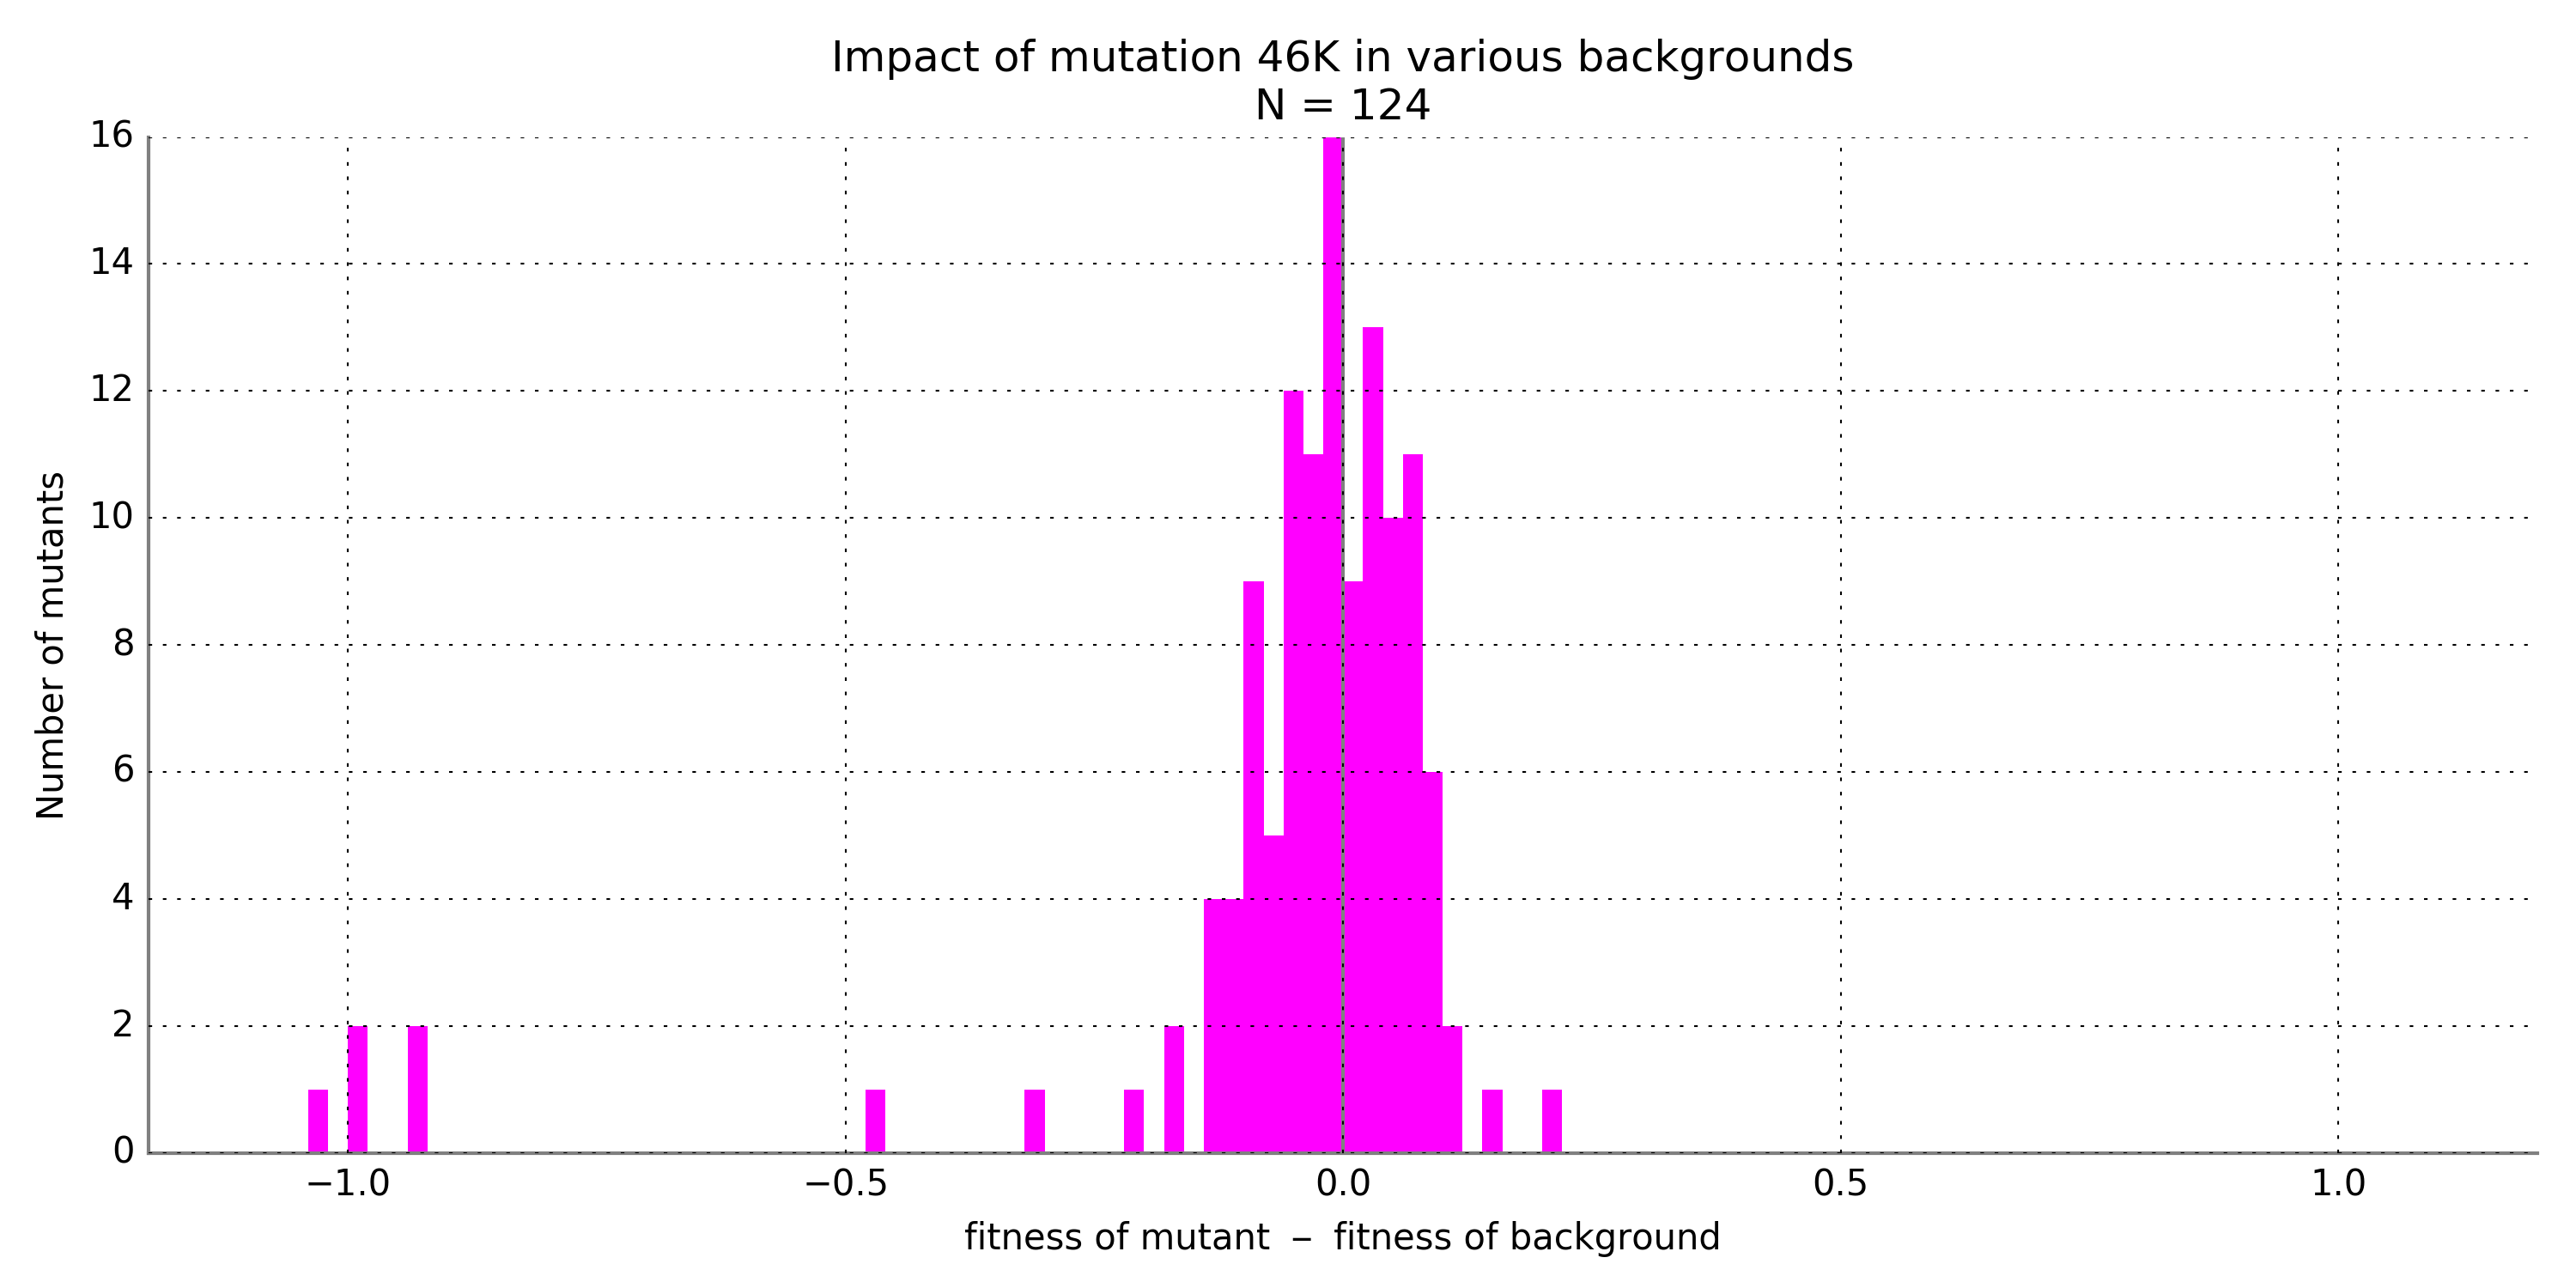 Impact of mutation 46K in various backgrounds
N = 124
16
14
12
10
8
6
4
2
0
Number of mutants
−1.0 −0.5 0.0 0.5 1.0
fitness of mutant – fitness of background